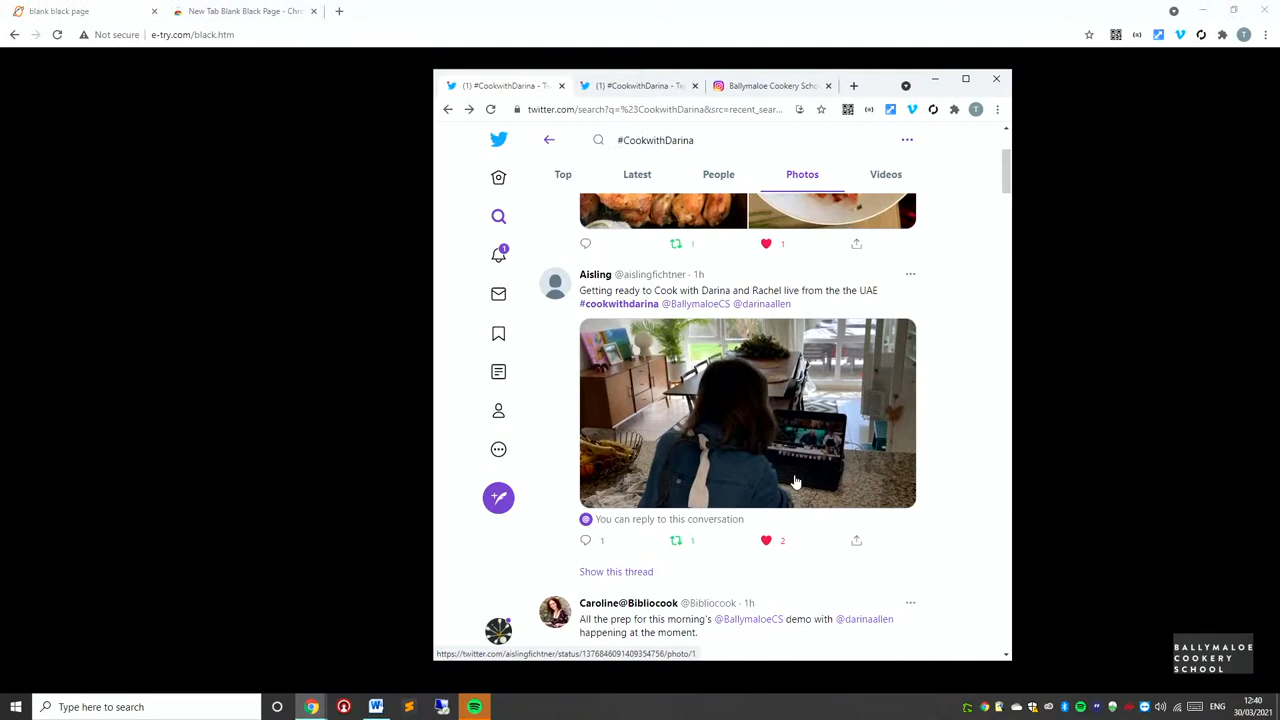 blank black page
New Tab Blank Black Page - Chro
Not secure e-try.com/black.htm
T
(1) #CookwithDarina - Tw
(1) #CookwithDarina - Tw
Ballymaloe Cookery Scho
twitter.com/search?q=%23CookwithDarina&src=recent_sear...
T
#CookwithDarina
Top Latest People Photos Videos
1 1
1
Aisling @aislingfichtner · 1h
Getting ready to Cook with Darina and Rachel live from the the UAE
#cookwithdarina @BallymaloeCS @darinaallen
You can reply to this conversation
1 1 2
Show this thread
Caroline@Bibliocook @Bibliocook · 1h
All the prep for this morning's @BallymaloeCS demo with @darinaallen
happening at the moment.
https://twitter.com/aislingfichtner/status/1376846091409354756/photo/1
BALLYMALOE
COOKERY
SCHOOL
Type here to search
ENG
12:40
30/03/2021